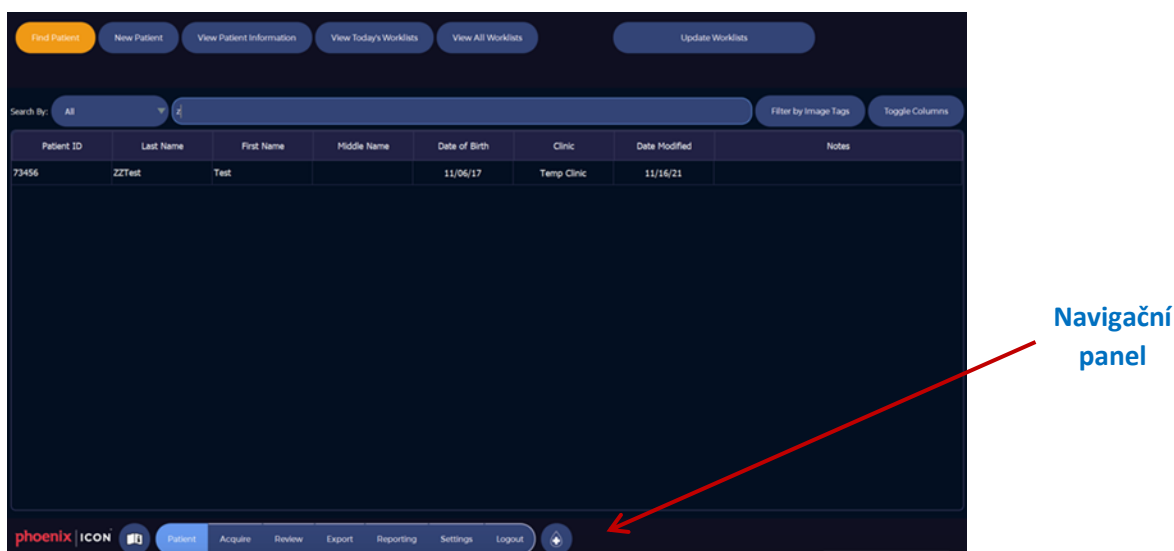 Find Patient New Patient View Patient Information View Today's Worklists View All Worklists Update Worklists
Search By: All z Filter by Image Tags Toggle Columns
Patient ID Last Name First Name Middle Name Date of Birth Clinic Date Modified Notes
73456 ZZTest Test 11/06/17 Temp Clinic 11/16/21
Navigační
panel
phoenix | ICON Patient Acquire Review Export Reporting Settings Logout